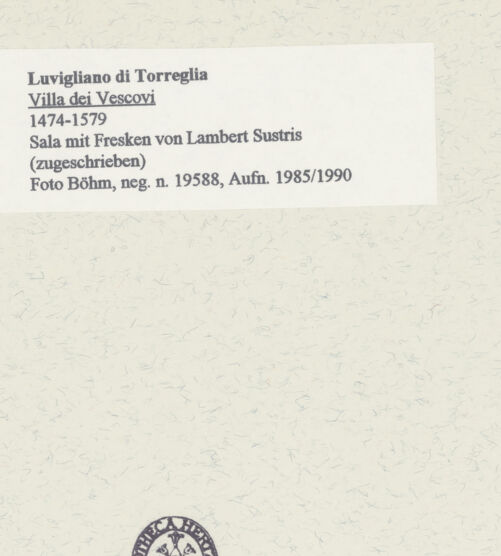 Luvigliano di Torreglia
Villa dei Vescovi
1474-1579
Sala mit Fresken von Lambert Sustris
(zugeschrieben)
Foto Böhm, neg. n. 19588, Aufn. 1985/1990